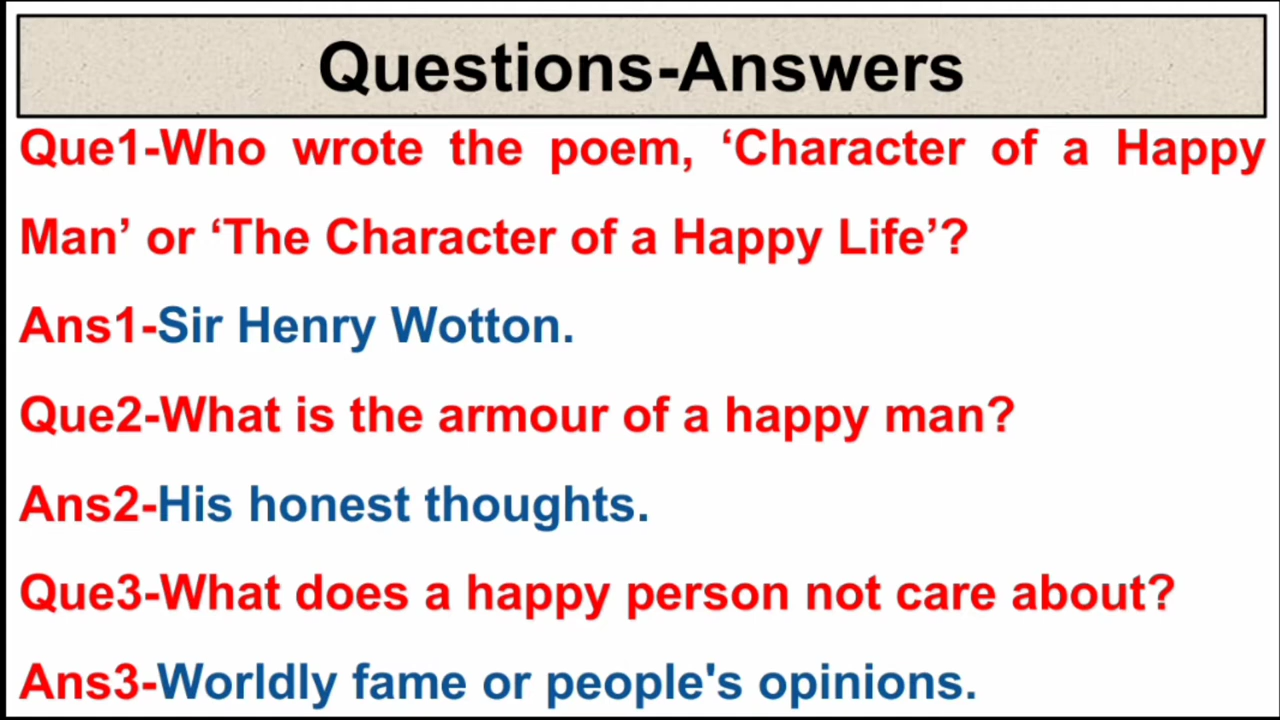 Questions-Answers
Que1-Who wrote the poem, ‘Character of a Happy
Man’ or ‘The Character of a Happy Life’?
Ans1-Sir Henry Wotton.
Que2-What is the armour of a happy man?
Ans2-His honest thoughts.
Que3-What does a happy person not care about?
Ans3-Worldly fame or people's opinions.